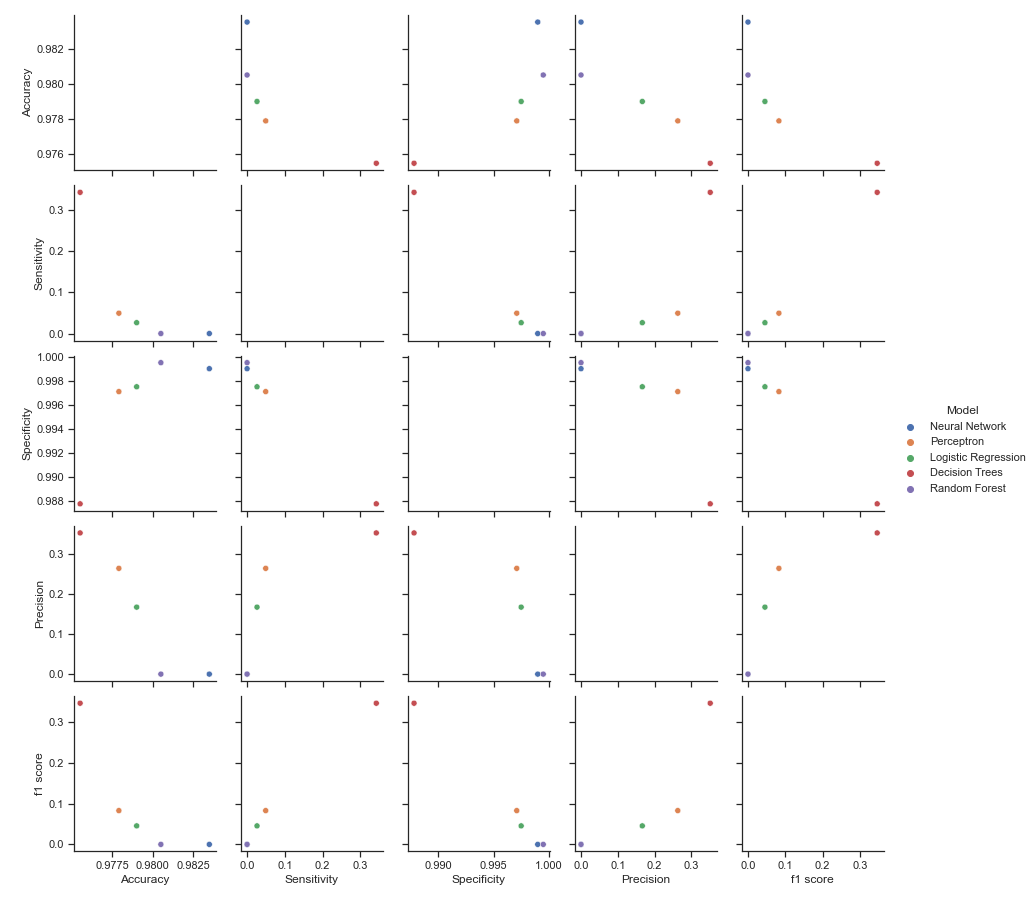 0.982
0.980
0.978
0.976
Accuracy
0.3
0.2
0.1
0.0
Sensitivity
1.000
0.998
0.996
0.994
0.992
0.990
0.988
Specificity
Model
Neural Network
Perceptron
Logistic Regression
Decision Trees
Random Forest
0.3
0.2
0.1
0.0
Precision
0.3
0.2
0.1
0.0
f1 score
0.9775 0.9800 0.9825
Accuracy
0.0 0.1 0.2 0.3
Sensitivity
0.990 0.995 1.000
Specificity
0.0 0.1 0.2 0.3
Precision
0.0 0.1 0.2 0.3
f1 score